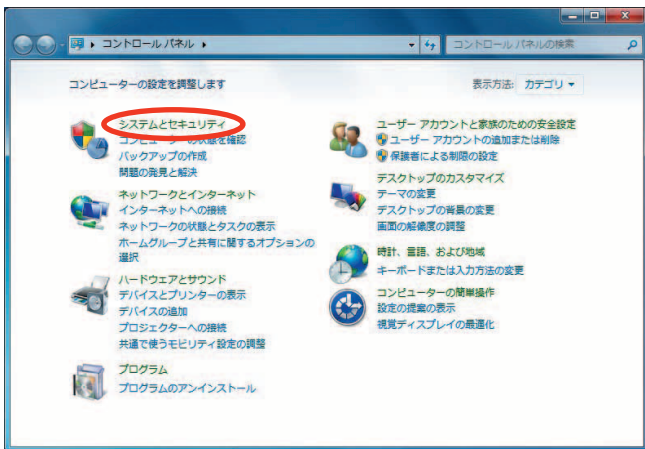 コントロール パネル
コントロール パネルの検索
コンピューターの設定を調整します
表示方法: カテゴリ
システムとセキュリティ
コンピューターの状態を確認
バックアップの作成
問題の発見と解決
ネットワークとインターネット
インターネットへの接続
ネットワークの状態とタスクの表示
ホームグループと共有に関するオプションの
選択
ハードウェアとサウンド
デバイスとプリンターの表示
デバイスの追加
プロジェクターへの接続
共通で使うモビリティ設定の調整
プログラム
プログラムのアンインストール
ユーザー アカウントと家族のための安全設定
ユーザー アカウントの追加または削除
保護者による制限の設定
デスクトップのカスタマイズ
テーマの変更
デスクトップの背景の変更
画面の解像度の調整
時計、言語、および地域
キーボードまたは入力方法の変更
コンピューターの簡単操作
設定の提案の表示
視覚ディスプレイの最適化